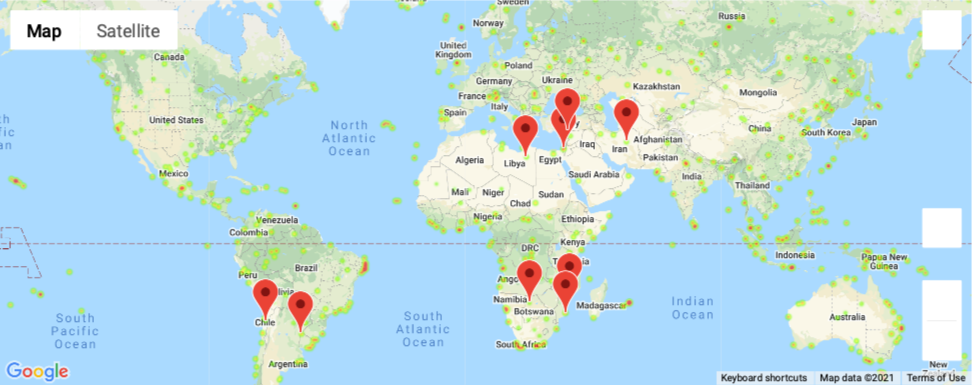 Sweden
Russia
Map
Satellite
Norway
Canada
United
Kingdom
Poland
Germany
Ukraine
Kazakhstan
France
Mongolia
Italy
Spain
United States
North
Atlantic
Ocean
China
South Korea
Japan
Iraq
Iran
Afghanistan
Pakistan
Algeria
Libya
Egypt
Mexico
Saudi Arabia
India
Thailand
Mali
Niger
Chad
Sudan
Nigeria
Ethiopia
Venezuela
Colombia
DRC
Kenya
Indonesia
Papua New
Guinea
Peru
Brazil
Namibia
Botswana
Madagascar
Indian
Ocean
Chile
South
Pacific
Ocean
South
Atlantic
Ocean
Australia
South Africa
Argentina
New
Google
Keyboard shortcuts
Map data ©2021
Terms of Use